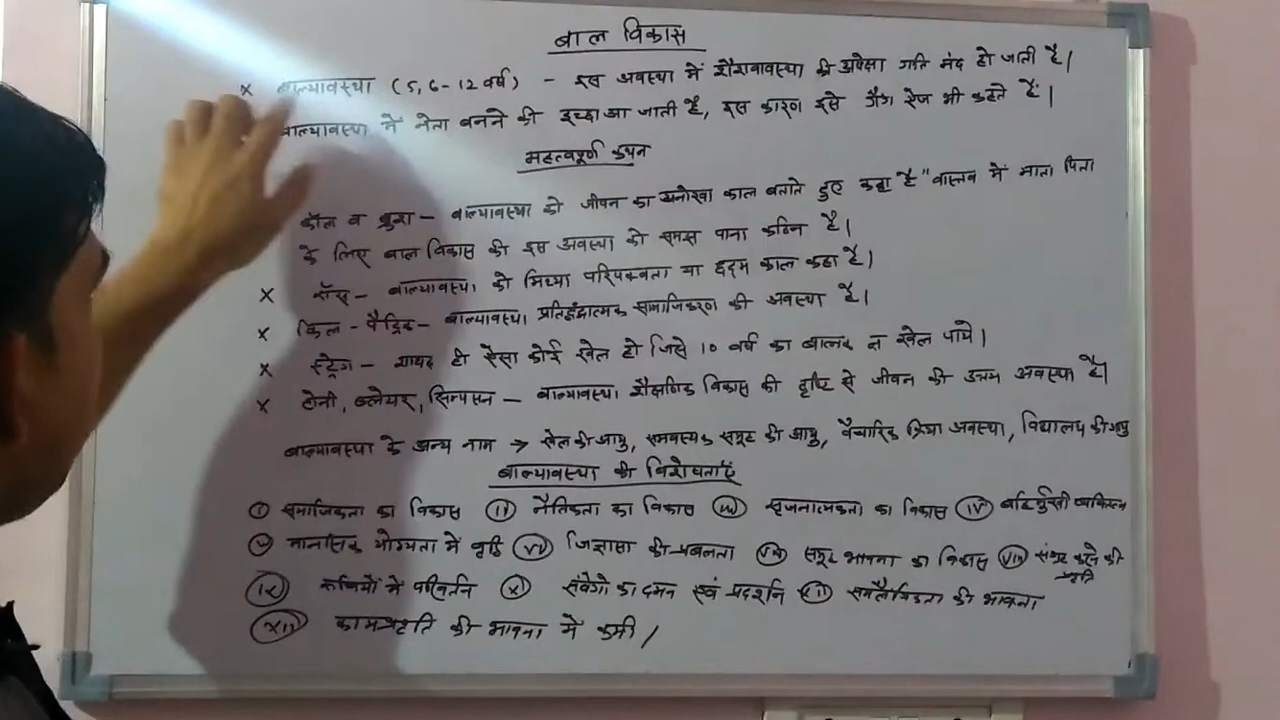 बाल विकास
× बाल्यावस्था (5,6-12 वर्ष) - इस अवस्था में शैशवावस्था की अपेक्षा गति मंद हो जाती है।
बाल्यावस्था में नेता बनने की इच्छा आ जाती है, इस कारण इसे गैंग ऐज भी कहते हैं।
महत्वपूर्ण कथन
कॉल व ब्रुश - बाल्यावस्था को जीवन का अनोखा काल बताते हुए कहा है "वास्तव में माता पिता
के लिए बाल विकास की इस अवस्था को समझ पाना कठिन है।
× रॉस - बाल्यावस्था को मिथ्या परिपक्वता या छद्म काल कहा है।
× किल-पैट्रिक - बाल्यावस्था प्रतिद्वंद्वात्मक सामाजिकरण की अवस्था है।
× स्ट्रेंग - शायद ही ऐसा कोई खेल हो जिसे 10 वर्ष का बालक न खेल पाये।
× जोन्स, ब्लेयर, सिम्पसन - बाल्यावस्था शैक्षणिक विकास की दृष्टि से जीवन की उत्तम अवस्था है।
बाल्यावस्था के अन्य नाम → खेल की आयु, समवयस्क समूह की आयु, वैचारिक क्रिया अवस्था, विद्यालय की आयु
बाल्यावस्था की विशेषताएँ
(i) समाजिकता का विकास (ii) नैतिकता का विकास (iii) सृजनात्मकता का विकास (iv) बहिर्मुखी व्यक्तित्व
(v) मानसिक योग्यता में वृद्धि (vi) जिज्ञासा की प्रबलता (vii) समूह भावना का विकास (viii) संग्रह करने की प्रवृति
(ix) रूचियों में परिवर्तन (xi) संवेगो का दमन एवं प्रदर्शन (xii) समलैंगिकता की भावना
(xii) कामप्रवृति की भावना में कमी।